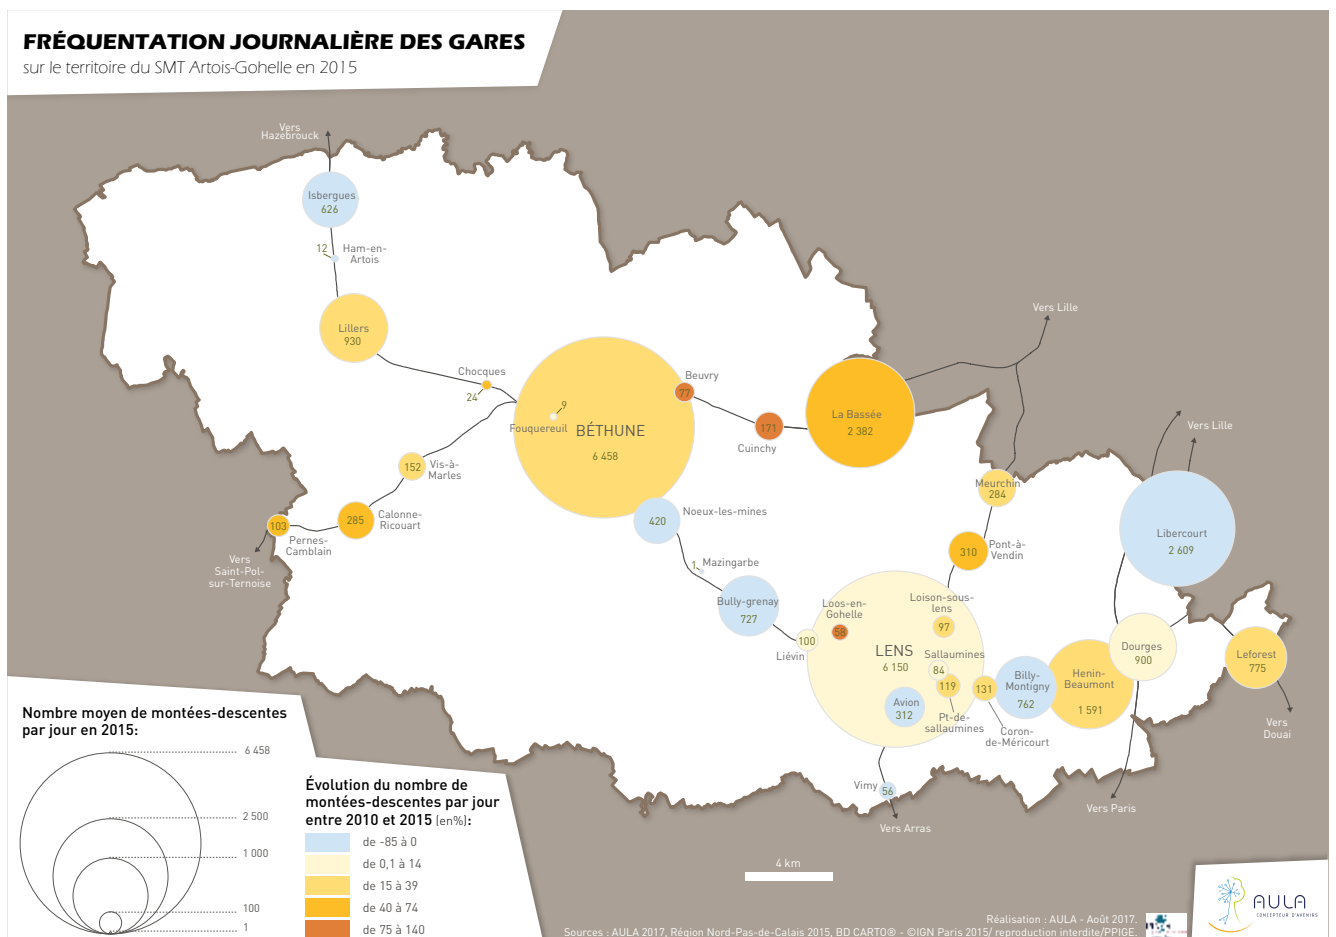 FRÉQUENTATION JOURNALIÈRE DES GARES
sur le territoire du SMT Artois-Gohelle en 2015
Vers
Hazebrouck
Isbergues
626
12
Ham-en-
Artois
Lillers
930
Vers Lille
Chocques
24
Beuvry
77
9
Fouquereuil
BÉTHUNE
6 458
171
Cuinchy
La Bassée
2 382
Vers Lille
152
Vis-à-
Marles
285
Calonne-
Ricouart
103
Pernes-
Camblain
Vers
Saint-Pol-
sur-Ternoise
420
Noeux-les-mines
1
Mazingarbe
Bully-grenay
727
Meurchin
284
310
Pont-à-
Vendin
Libercourt
2 609
100
Liévin
Loos-en-
Gohelle
58
Loison-sous-
lens
97
LENS
6 150
Sallaumines
84
119
Pt-de-
sallaumines
Avion
312
131
Coron-
de-Méricourt
Billy-
Montigny
762
Henin-
Beaumont
1 591
Dourges
900
Leforest
775
Vers
Douai
Vimy
56
Vers Arras
Vers Paris
Nombre moyen de montées-descentes
par jour en 2015:
6 458
2 500
1 000
100
1
Évolution du nombre de
montées-descentes par jour
entre 2010 et 2015 (en%):
de -85 à 0
de 0,1 à 14
de 15 à 39
de 40 à 74
de 75 à 140
4 km
Réalisation : AULA - Août 2017.
Sources : AULA 2017, Région Nord-Pas-de-Calais 2015, BD CARTO® - ©IGN Paris 2015/ reproduction interdite/PPIGE.
AULA
CONCEPTEUR D'AVENIRS